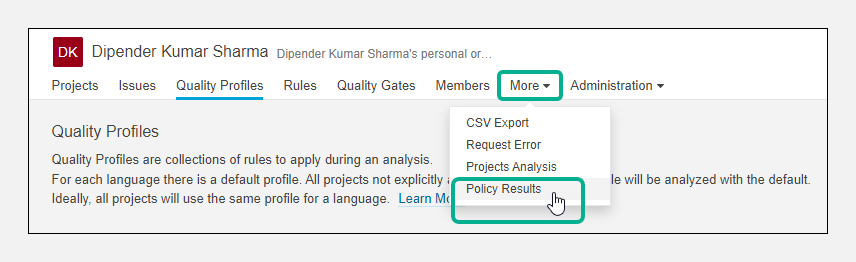 DK Dipender Kumar Sharma Dipender Kumar Sharma's personal or…
Projects Issues Quality Profiles Rules Quality Gates Members More Administration
CSV Export
Request Error
Projects Analysis
Policy Results
Quality Profiles
Quality Profiles are collections of rules to apply during an analysis.
For each language there is a default profile. All projects not explicitly a le will be analyzed with the default.
Ideally, all projects will use the same profile for a language. Learn Mo